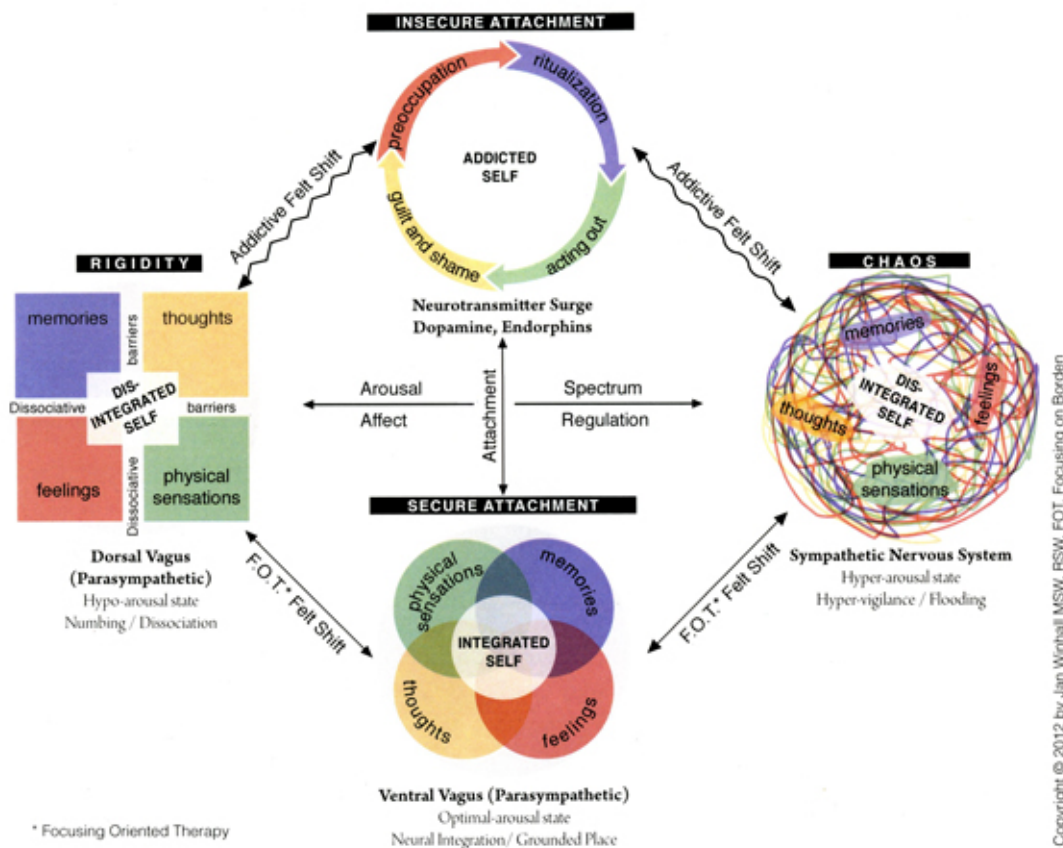 INSECURE ATTACHMENT
preoccupation
ritualization
ADDICTED
SELF
guilt and shame
acting out
Neurotransmitter Surge
Dopamine, Endorphins
Addictive Felt Shift
Addictive Felt Shift
RIGIDITY
memories
barriers
thoughts
Dissociative
DIS-
INTEGRATED
SELF
barriers
feelings
Dissociative
physical
sensations
Dorsal Vagus
(Parasympathetic)
Hypo-arousal state
Numbing / Dissociation
Arousal
Affect
Attachment
Spectrum
Regulation
CHAOS
memories
DIS-
INTEGRATED
SELF
feelings
thoughts
physical
sensations
Sympathetic Nervous System
Hyper-arousal state
Hyper-vigilance / Flooding
F.O.T.* Felt Shift
F.O.T.* Felt Shift
SECURE ATTACHMENT
physical
sensations
memories
INTEGRATED
SELF
thoughts
feelings
Ventral Vagus (Parasympathetic)
Optimal-arousal state
Neural Integration/ Grounded Place
* Focusing Oriented Therapy
Copyright © 2012 by Jan Winhall MSW, RSW, FOT Focusing on Borden